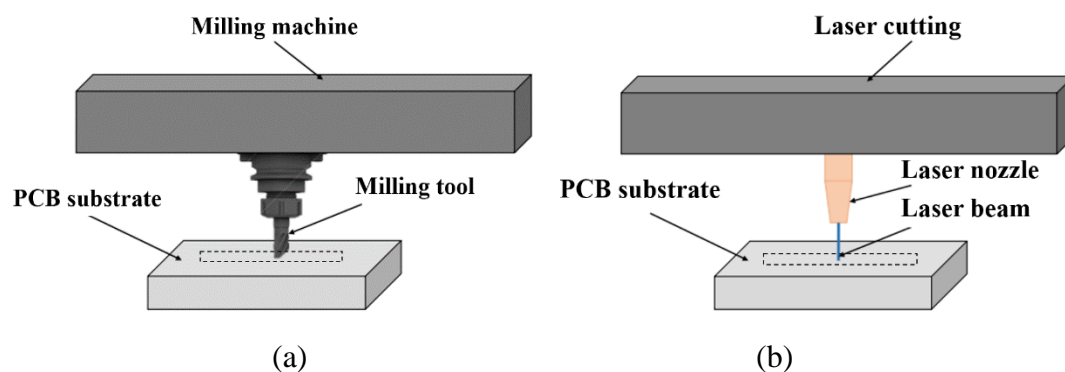 Milling machine
PCB substrate
Milling tool
(a)
Laser cutting
PCB substrate
Laser nozzle
Laser beam
(b)